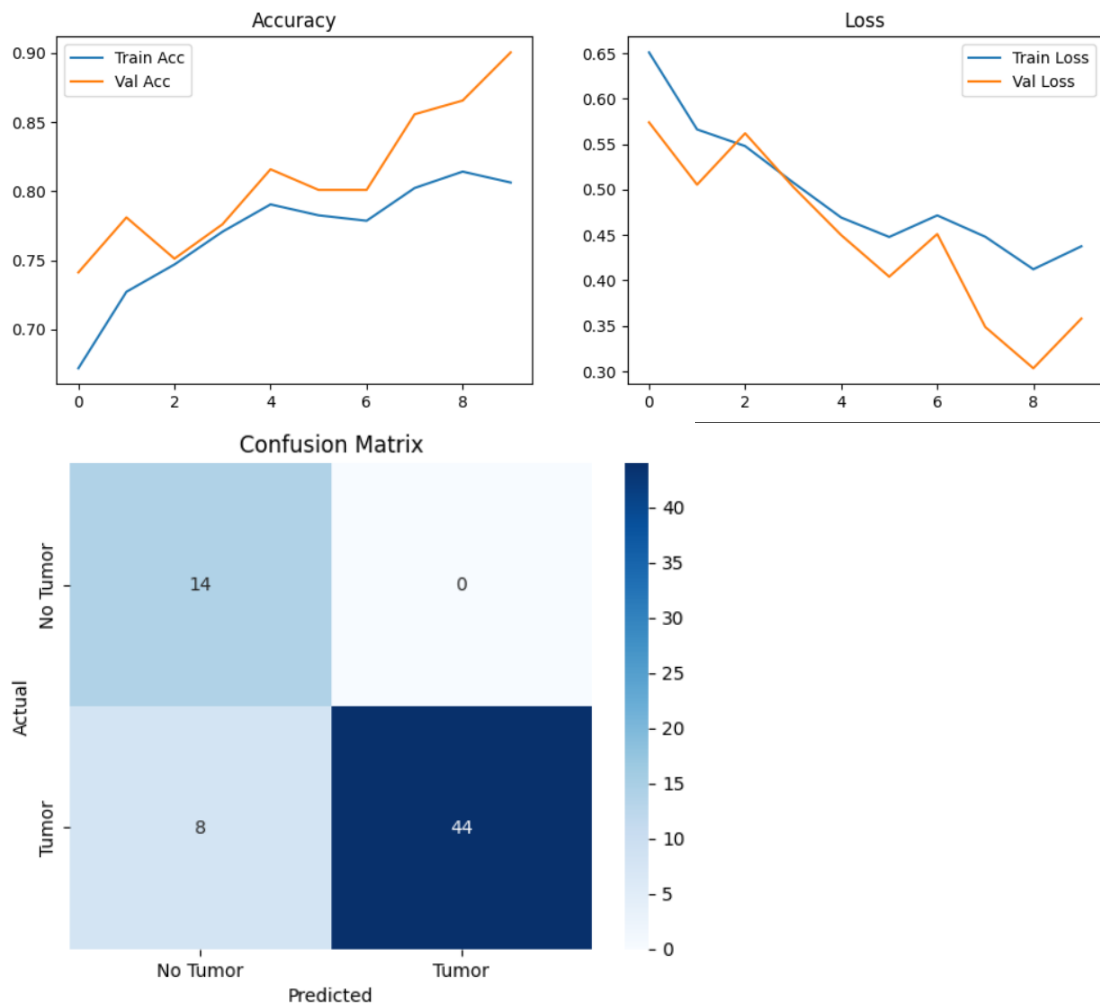 Accuracy
Train Acc
Val Acc
0.90
0.85
0.80
0.75
0.70
0 2 4 6 8
Loss
Train Loss
Val Loss
0.65
0.60
0.55
0.50
0.45
0.40
0.35
0.30
0 2 4 6 8
Confusion Matrix
Actual
No Tumor
Tumor
14 0
8 44
No Tumor Tumor
Predicted
40
35
30
25
20
15
10
5
0